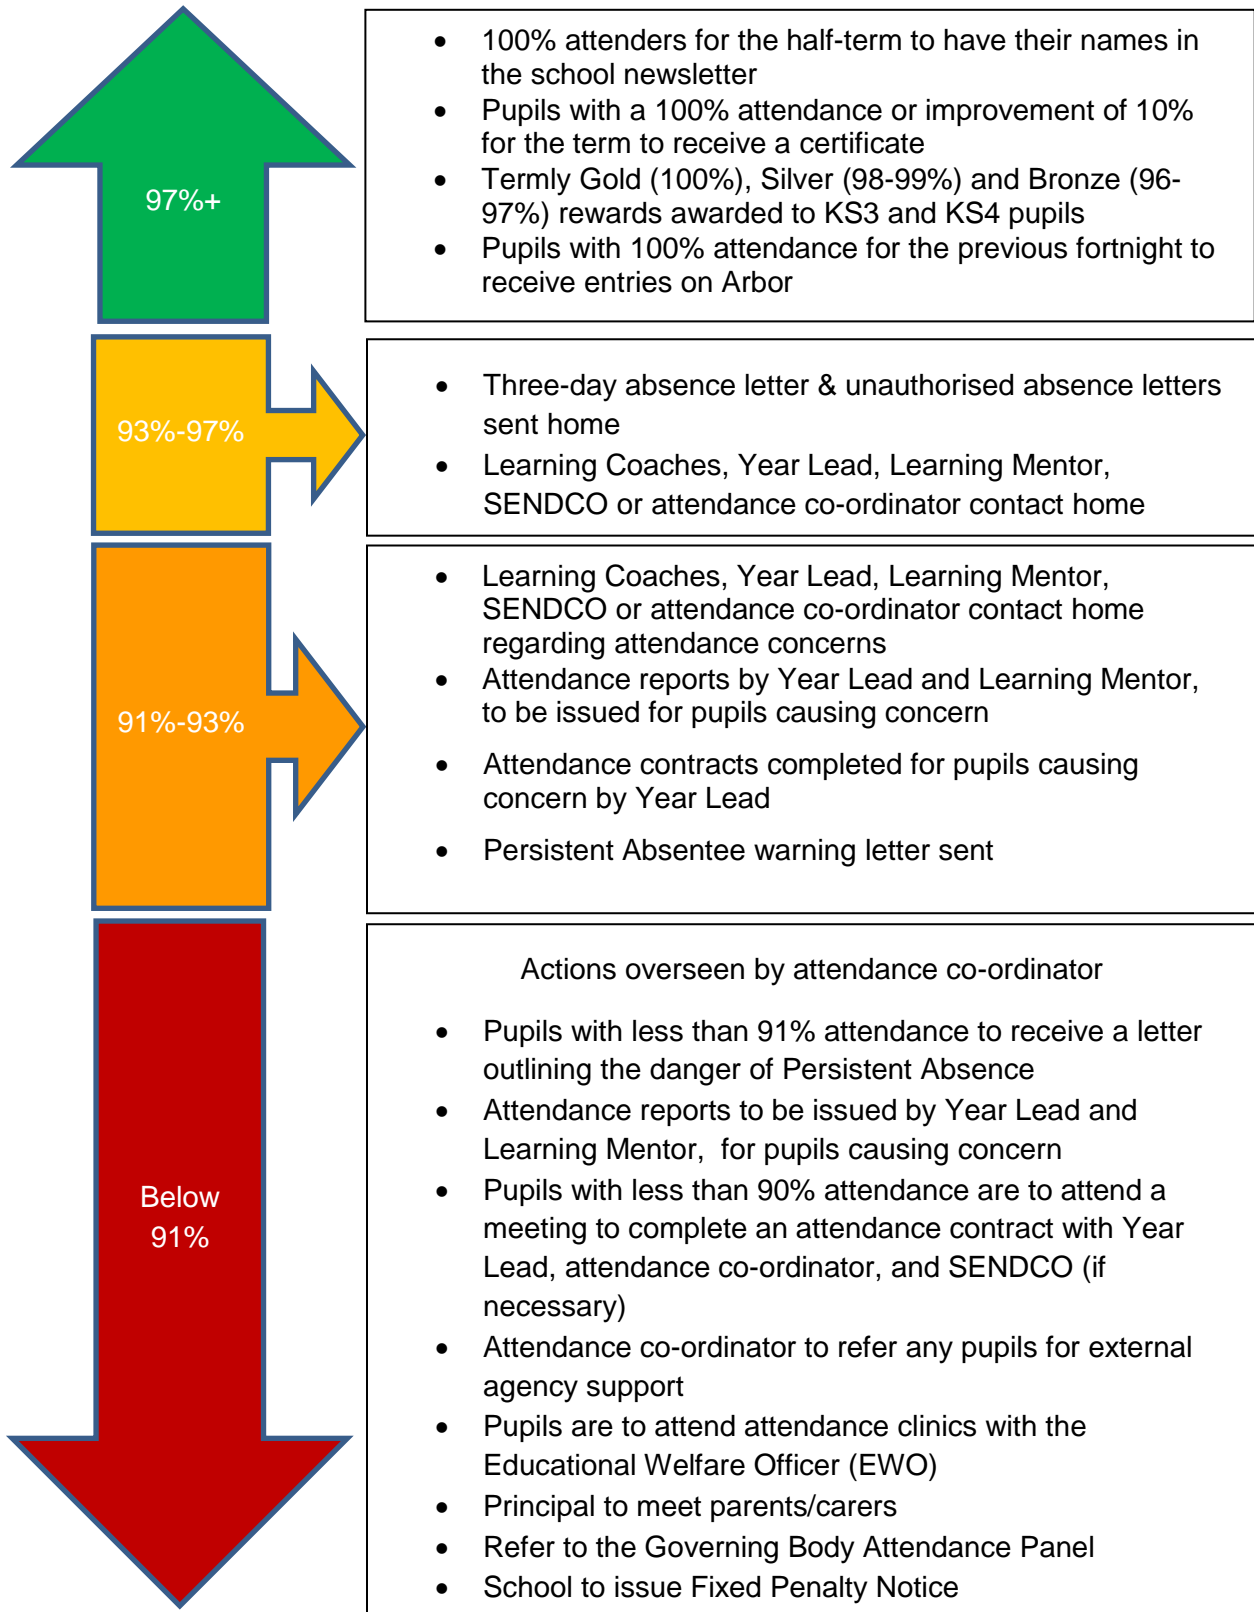 97%+
• 100% attenders for the half-term to have their names in
the school newsletter
• Pupils with a 100% attendance or improvement of 10%
for the term to receive a certificate
• Termly Gold (100%), Silver (98-99%) and Bronze (96-
97%) rewards awarded to KS3 and KS4 pupils
• Pupils with 100% attendance for the previous fortnight to
receive entries on Arbor
93%-97%
• Three-day absence letter & unauthorised absence letters
sent home
• Learning Coaches, Year Lead, Learning Mentor,
SENDCO or attendance co-ordinator contact home
91%-93%
• Learning Coaches, Year Lead, Learning Mentor,
SENDCO or attendance co-ordinator contact home
regarding attendance concerns
• Attendance reports by Year Lead and Learning Mentor,
to be issued for pupils causing concern
• Attendance contracts completed for pupils causing
concern by Year Lead
• Persistent Absentee warning letter sent
Below
91%
Actions overseen by attendance co-ordinator
• Pupils with less than 91% attendance to receive a letter
outlining the danger of Persistent Absence
• Attendance reports to be issued by Year Lead and
Learning Mentor,  for pupils causing concern
• Pupils with less than 90% attendance are to attend a
meeting to complete an attendance contract with Year
Lead, attendance co-ordinator, and SENDCO (if
necessary)
• Attendance co-ordinator to refer any pupils for external
agency support
• Pupils are to attend attendance clinics with the
Educational Welfare Officer (EWO)
• Principal to meet parents/carers
• Refer to the Governing Body Attendance Panel
• School to issue Fixed Penalty Notice